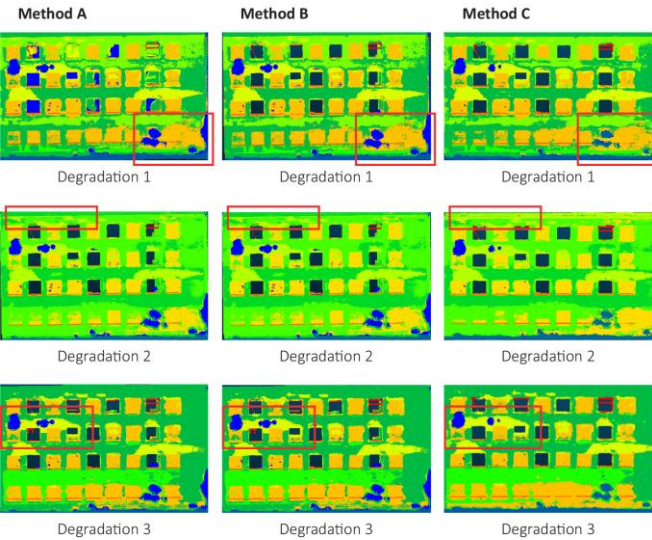 Method A Method B Method C
Degradation 1 Degradation 1 Degradation 1
Degradation 2 Degradation 2 Degradation 2
Degradation 3 Degradation 3 Degradation 3